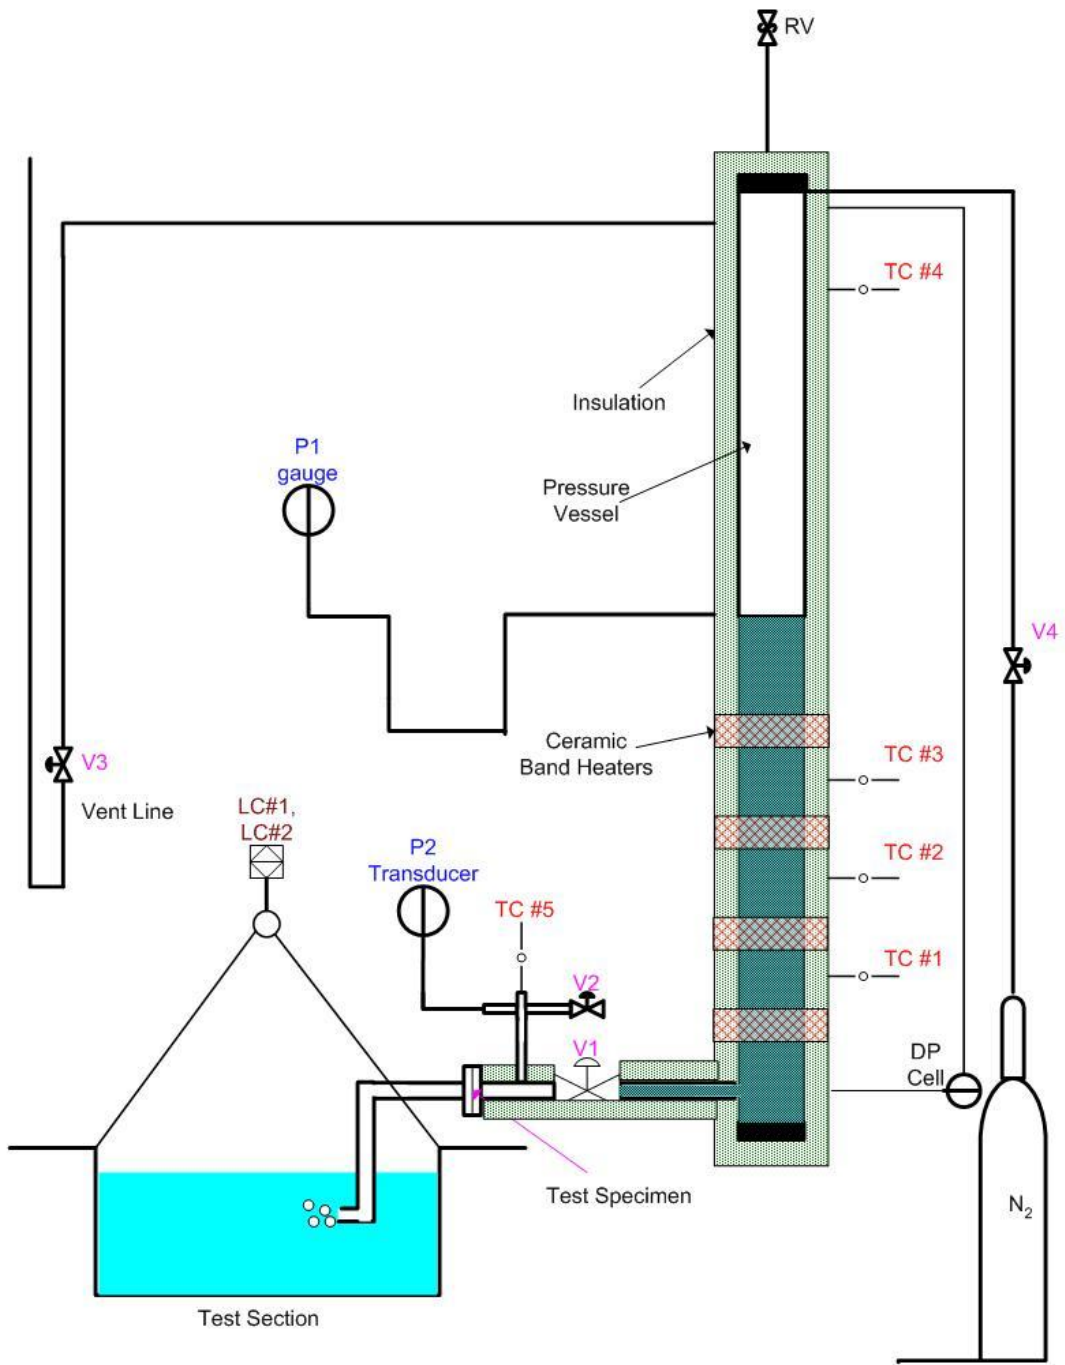 RV
TC #4
Insulation
P1
gauge
Pressure
Vessel
V4
Ceramic
Band Heaters
TC #3
V3
Vent Line
LC#1,
LC#2
P2
Transducer
TC #2
TC #5
TC #1
V2
V1
DP
Cell
Test Specimen
N2
Test Section